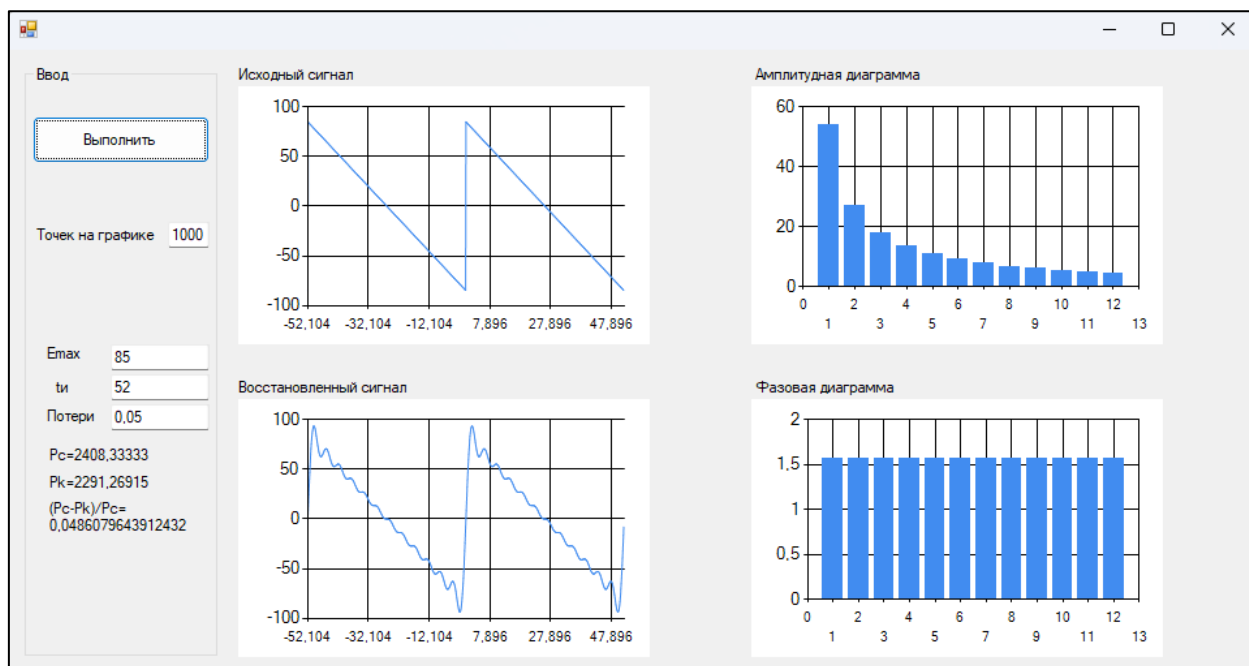 Ввод
Выполнить
Точек на графике 1000
Emax 85
tи 52
Потери 0,05
Pc=2408,33333
Pk=2291,26915
(Pc-Pk)/Pc=
0,0486079643912432
Исходный сигнал
100
50
0
-50
-100
-52,104 -32,104 -12,104 7,896 27,896 47,896
Амплитудная диаграмма
60
40
20
0
0 2 4 6 8 10 12
1 3 5 7 9 11 13
Восстановленный сигнал
100
50
0
-50
-100
-52,104 -32,104 -12,104 7,896 27,896 47,896
Фазовая диаграмма
2
1.5
1
0.5
0
0 2 4 6 8 10 12
1 3 5 7 9 11 13